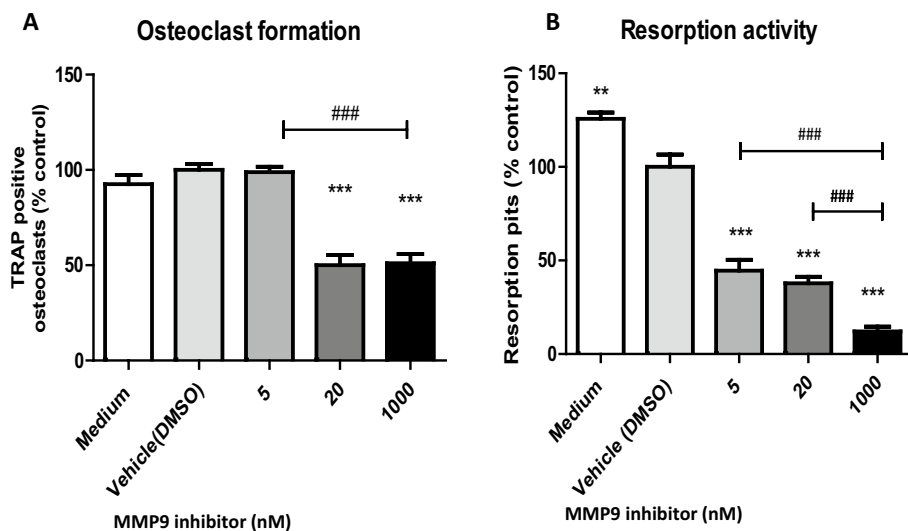 A
Osteoclast formation
TRAP positive
osteoclasts (% control)
150
100
50
0
###
***
***
Medium
Vehicle(DMSO)
5
20
1000
MMP9 inhibitor (nM)
B
Resorption activity
Resorption pits (% control)
150
100
50
0
**
###
###
***
***
***
Medium
Vehicle (DMSO)
5
20
1000
MMP9 inhibitor (nM)